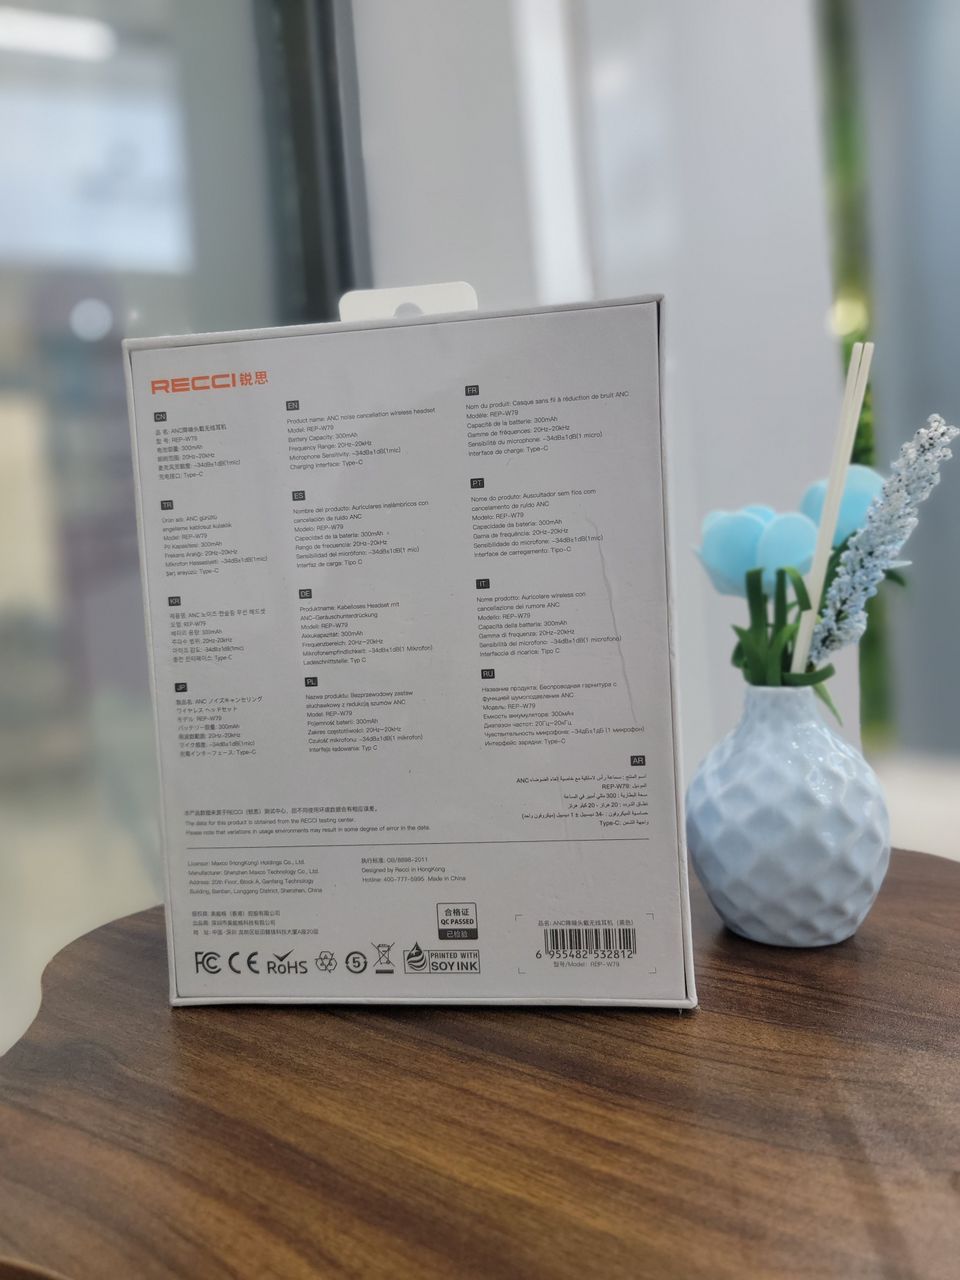 RECCI 锐思
CN
品 名: ANC降噪头戴无线耳机
型 号: REP-W79
电池容量: 300mAh
频响范围: 20Hz~20kHz
麦克风灵敏度: -34dB±1dB(1mic)
充电接口: Type-C
EN
Product name: ANC noise cancellation wireless headset
Model: REP-W79
Battery Capacity: 300mAh
Frequency Range: 20Hz~20kHz
Microphone Sensitivity: -34dB±1dB(1mic)
Charging Interface: Type-C
FR
Nom du produit: Casque sans fil à réduction de bruit ANC
Modèle: REP-W79
Capacité de la batterie: 300mAh
Gamme de fréquences: 20Hz~20kHz
Sensibilité du microphone: -34dB±1dB(1 micro)
Interface de charge: Type-C
TR
Ürün adı: ANC gürültü
engelleme kablosuz kulaklık
Model: REP-W79
Pil Kapasitesi: 300mAh
Frekans Aralığı: 20Hz~20kHz
Mikrofon Hassasiyeti: -34dB±1dB(1mic)
Şarj arayüzü: Type-C
ES
Nombre del producto: Auriculares inalámbricos con
cancelación de ruido ANC
Modelo: REP-W79
Capacidad de la batería: 300mAh
Rango de frecuencia: 20Hz~20kHz
Sensibilidad del micrófono: -34dB±1dB(1 mic)
Interfaz de carga: Tipo C
PT
Nome do produto: Auscultador sem fios com
cancelamento de ruído ANC
Modelo: REP-W79
Capacidade da bateria: 300mAh
Gama de frequência: 20Hz~20kHz
Sensibilidade do microfone: -34dB±1dB(1mic)
Interface de carregamento: Tipo-C
KR
제품명: ANC 노이즈 캔슬링 무선 헤드셋
모델: REP-W79
배터리 용량: 300mAh
주파수 범위: 20Hz~20kHz
마이크 감도: -34dB±1dB(1mic)
충전 인터페이스: Type-C
DE
Produktname: Kabelloses Headset mit
ANC-Geräuschunterdrückung
Modell: REP-W79
Akkukapazität: 300mAh
Frequenzbereich: 20Hz~20kHz
Mikrofonempfindlichkeit: -34dB±1dB(1 Mikrofon)
Ladeschnittstelle: Typ C
IT
Nome prodotto: Auricolare wireless con
cancellazione del rumore ANC
Modello: REP-W79
Capacità della batteria: 300mAh
Gamma di frequenza: 20Hz~20kHz
Sensibilità del microfono: -34dB±1dB(1 microfono)
Interfaccia di ricarica: Tipo C
JP
製品名: ANC ノイズキャンセリング
ワイヤレス ヘッドセット
モデル: REP-W79
バッテリー容量: 300mAh
周波数範囲: 20Hz~20kHz
マイク感度: -34dB±1dB(1mic)
充電インターフェース: Type-C
PL
Nazwa produktu: Bezprzewodowy zestaw
słuchawkowy z redukcją szumów ANC
Model: REP-W79
Pojemność baterii: 300mAh
Zakres częstotliwości: 20Hz~20kHz
Czułość mikrofonu: -34dB±1dB(1 mikrofon)
Interfejs ładowania: Typ C
RU
Название продукта: Беспроводная гарнитура с
функцией шумоподавления ANC
Модель: REP-W79
Емкость аккумулятора: 300мАч
Диапазон частот: 20Гц~20кГц
Чувствительность микрофона: -34дБ±1дБ (1 микрофон)
Интерфейс зарядки: Type-C
AR
اسم المنتج: سماعة رأس لاسلكية مع خاصية إلغاء الضوضاء ANC
الموديل: REP-W79
سعة البطارية: 300 مللي أمبير في الساعة
نطاق التردد: 20 هرتز - 20 كيلو هرتز
حساسية الميكروفون: -34 ديسيبل ± 1 ديسيبل (ميكروفون واحد)
واجهة الشحن: Type-C
本产品数据来源于RECCI（锐思）测试中心，因不同使用环境数据会有相应误差。
The data for this product is obtained from the RECCI testing center.
Please note that variations in usage environments may result in some degree of error in the data.
Licensor: Maxco (HongKong) Holdings Co., Ltd.
Manufacturer: Shenzhen Maxco Technology Co., Ltd.
Address: 20th Floor, Block A, Ganfeng Technology
Building, Bantian, Longgang District, Shenzhen, China
执行标准: GB/8898-2011
Designed by Recci in HongKong
Hotline: 400-777-5995 Made in China
授权商: 美能格（香港）控股有限公司
制造商: 深圳市美能格科技有限公司
地 址: 中国·深圳 龙岗区坂田赣锋科技大厦A座20层
合格证
QC PASSED
已检验
FC CE RoHS 5
PRINTED WITH
SOY INK
品名: ANC降噪头戴无线耳机 (黑色)
6 955482 532812
型号/Model: REP-W79